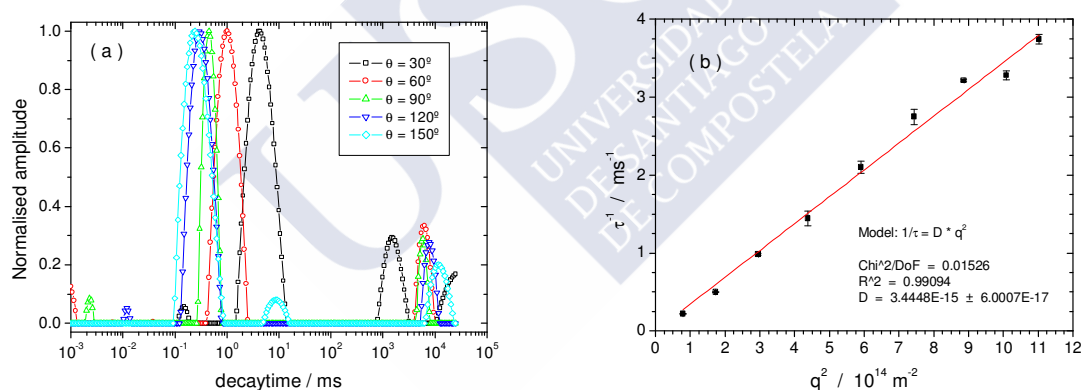 ( a )
θ = 30º
θ = 60º
θ = 90º
θ = 120º
θ = 150º
Normalised amplitude
1.0
0.8
0.6
0.4
0.2
0.0
10^-3 10^-2 10^-1 10^0 10^1 10^2 10^3 10^4 10^5
decaytime / ms
UNIVERSIDAD
DE SANTIAGO
DE COMPOSTELA
( b )
τ^-1 / ms^-1
4
3
2
1
0
Model: 1/τ = D * q^2
Chi^2/DoF = 0.01526
R^2 = 0.99094
D = 3.4448E-15 ± 6.0007E-17
0 1 2 3 4 5 6 7 8 9 10 11 12
q^2 / 10^14 m^-2